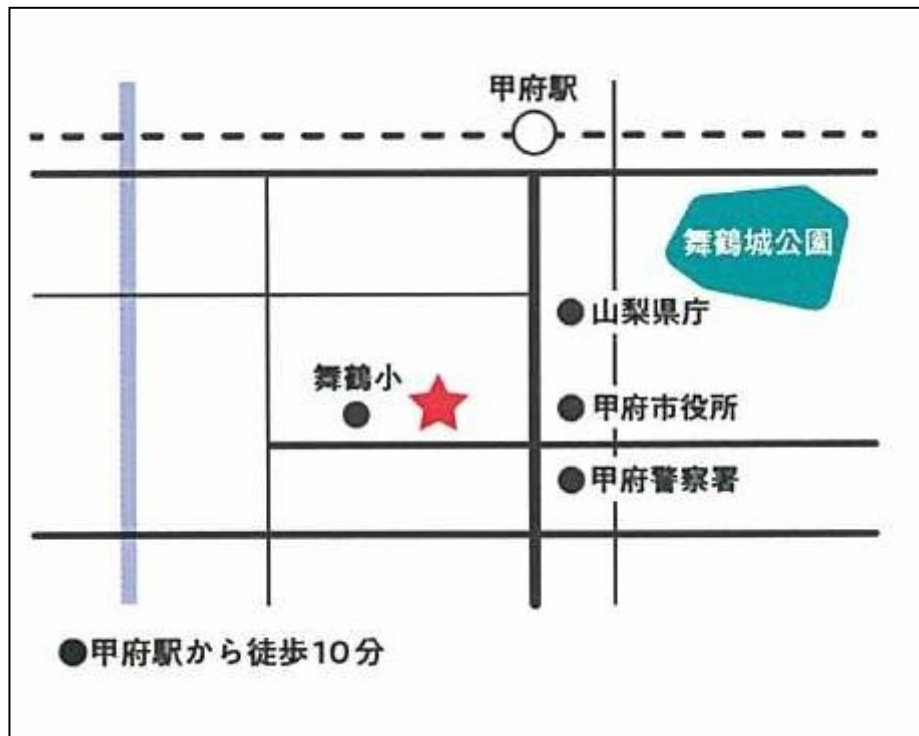 甲府駅
舞鶴城公園
山梨県庁
舞鶴小
甲府市役所
甲府警察署
●甲府駅から徒歩10分